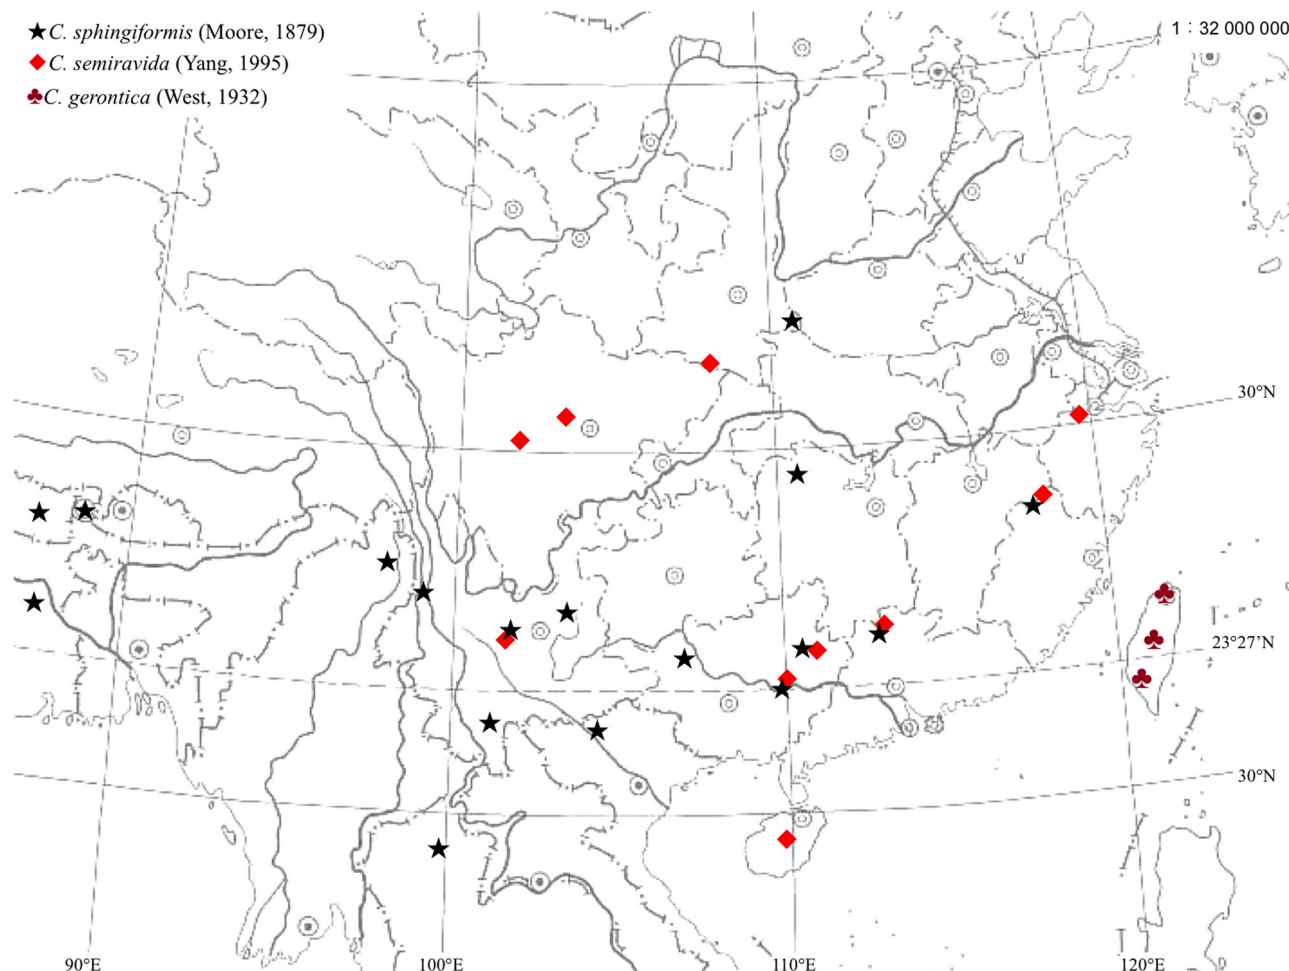 C. sphingiformis (Moore, 1879)
1 : 32 000 000
C. semiravida (Yang, 1995)
C. gerontica (West, 1932)
30°N
23°27′N
30°N
90°E
100°E
110°E
120°E